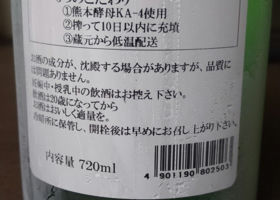 ①熊本酵母KA-4使用
②搾って10日以内に充填
③蔵元から低温配送
お酒の成分が、沈殿する場合がありますが、品質に
は問題ありません。
妊娠中・授乳中の飲酒はお控え下さい。
飲酒は20歳になってから
お酒はおいしく適量を。
冷暗所に保管し、開栓後は早めにお召し上がり下さい。
内容量 720ml
4 901190 802503